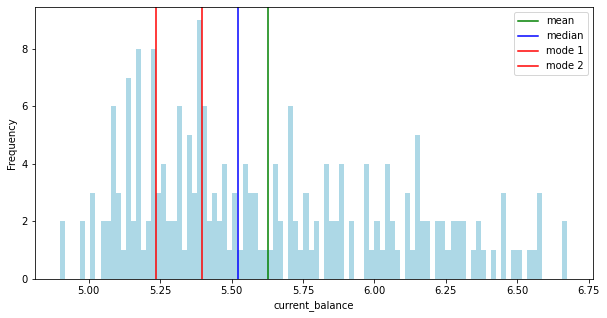 mean
median
mode 1
mode 2
Frequency
8
6
4
2
0
5.00 5.25 5.50 5.75 6.00 6.25 6.50 6.75
current_balance